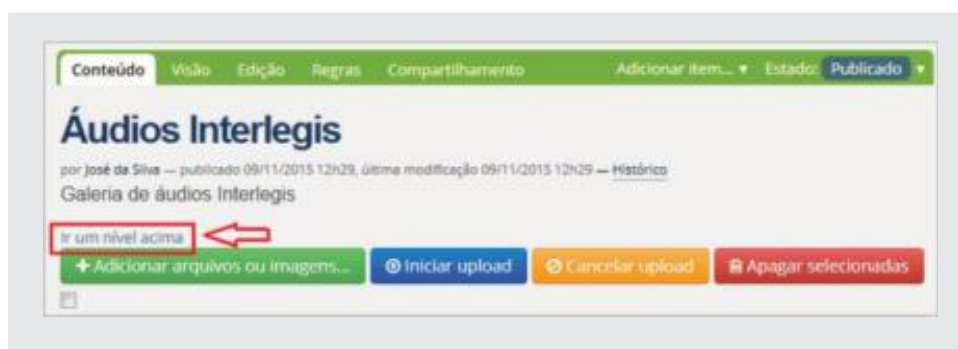 Conteúdo Visão Edição Regras Compartilhamento Adicionar item... Estado: Publicado
Áudios Interlegis
por José da Silva — publicado 09/11/2015 12h29, última modificação 09/11/2015 12h29 — Histórico
Galeria de áudios Interlegis
Ir um nível acima
+ Adicionar arquivos ou imagens... Iniciar upload Cancelar upload Apagar selecionadas